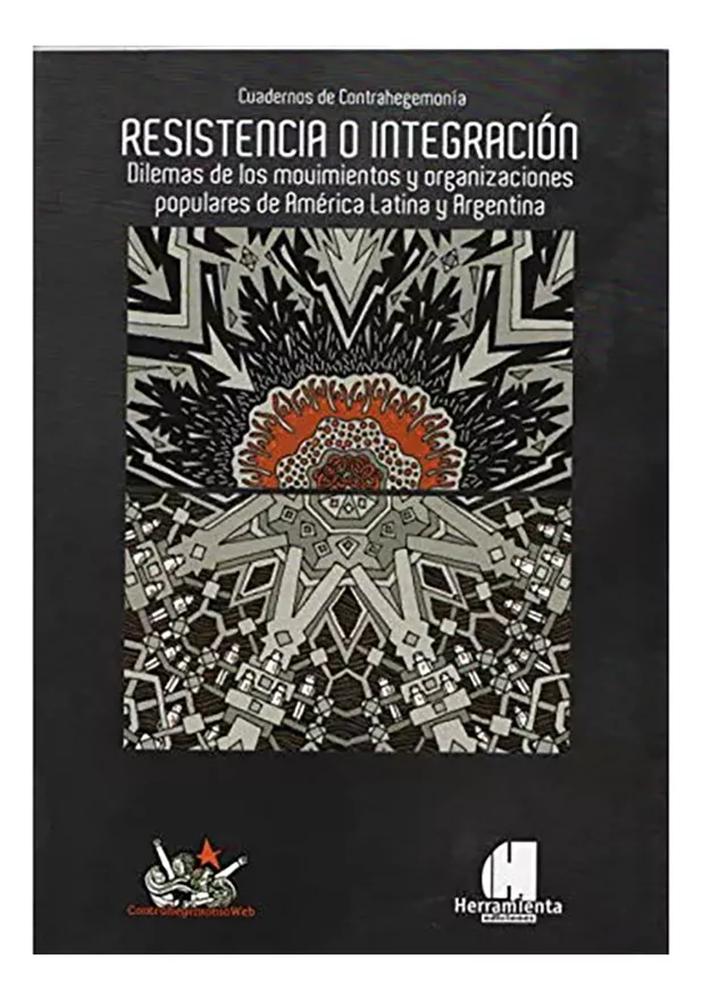 Cuadernos de Contrahegemonía
RESISTENCIA O INTEGRACIÓN
Dilemas de los movimientos y organizaciones
populares de América Latina y Argentina
ContrahegemoniaWeb
Herramienta
ediciones